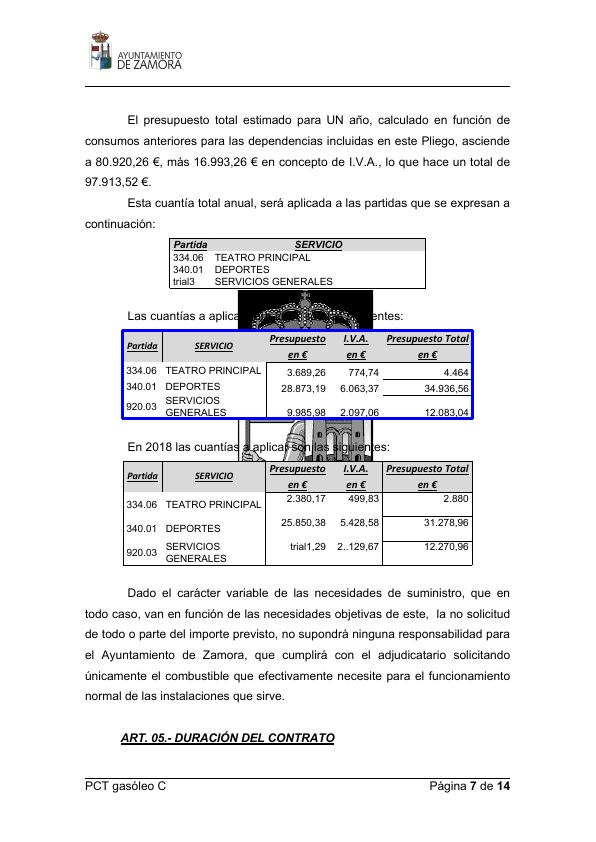 AYUNTAMIENTO
DE ZAMORA
El presupuesto total estimado para UN año, calculado en función de
consumos anteriores para las dependencias incluidas en este Pliego, asciende
a 80.920,26 €, más 16.993,26 € en concepto de I.V.A., lo que hace un total de
97.913,52 €.
Esta cuantía total anual, será aplicada a las partidas que se expresan a
continuación:
Partida SERVICIO
334.06 TEATRO PRINCIPAL
340.01 DEPORTES
trial3 SERVICIOS GENERALES
Las cuantías a aplica
Partida SERVICIO Presupuesto en € I.V.A. en € Presupuesto Total en €
334.06 TEATRO PRINCIPAL 3.689,26 774,74 4.464
340.01 DEPORTES 28.873,19 6.063,37 34.936,56
920.03 SERVICIOS GENERALES 9.985,98 2.097,06 12.083,04
En 2018 las cuantías a aplicar son las siguientes:
Partida SERVICIO Presupuesto en € I.V.A. en € Presupuesto Total en €
334.06 TEATRO PRINCIPAL 2.380,17 499,83 2.880
340.01 DEPORTES 25.850,38 5.428,58 31.278,96
920.03 SERVICIOS GENERALES trial1,29 2..129,67 12.270,96
Dado el carácter variable de las necesidades de suministro, que en
todo caso, van en función de las necesidades objetivas de este, la no solicitud
de todo o parte del importe previsto, no supondrá ninguna responsabilidad para
el Ayuntamiento de Zamora, que cumplirá con el adjudicatario solicitando
únicamente el combustible que efectivamente necesite para el funcionamiento
normal de las instalaciones que sirve.
ART. 05.- DURACIÓN DEL CONTRATO
PCT gasóleo C Página 7 de 14